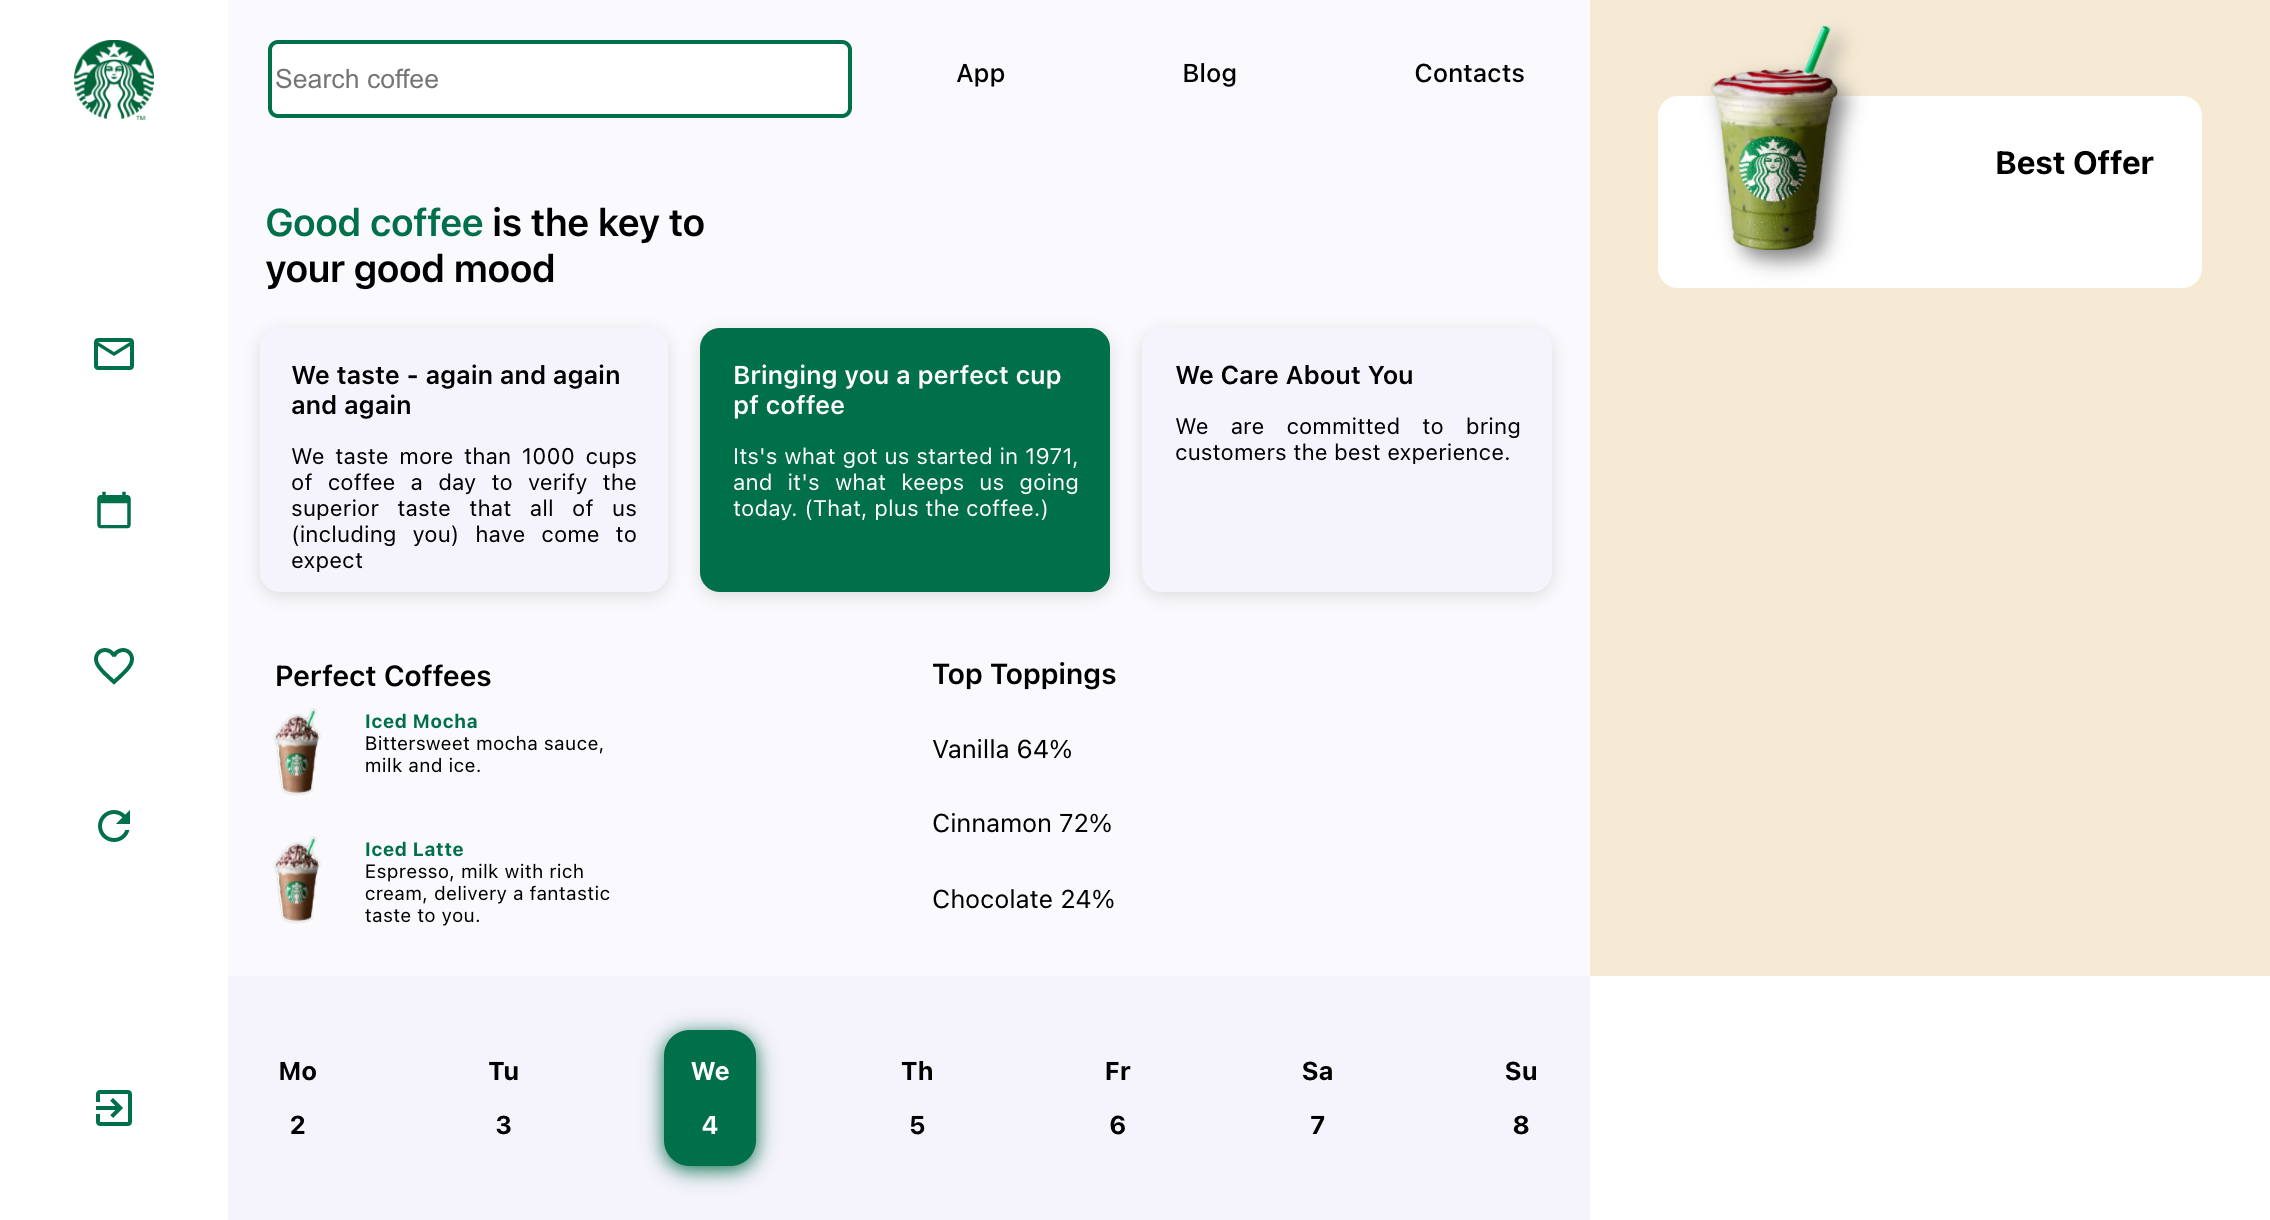 Search coffee
App
Blog
Contacts
TM
Best Offer
Good coffee is the key to
your good mood
We taste - again and again
and again
We taste more than 1000 cups
of coffee a day to verify the
superior taste that all of us
(including you) have come to
expect
Bringing you a perfect cup
pf coffee
Its's what got us started in 1971,
and it's what keeps us going
today. (That, plus the coffee.)
We Care About You
We are committed to bring
customers the best experience.
Perfect Coffees
Iced Mocha
Bittersweet mocha sauce,
milk and ice.
Iced Latte
Espresso, milk with rich
cream, delivery a fantastic
taste to you.
Top Toppings
Vanilla 64%
Cinnamon 72%
Chocolate 24%
Mo Tu We Th Fr Sa Su
2 3 4 5 6 7 8